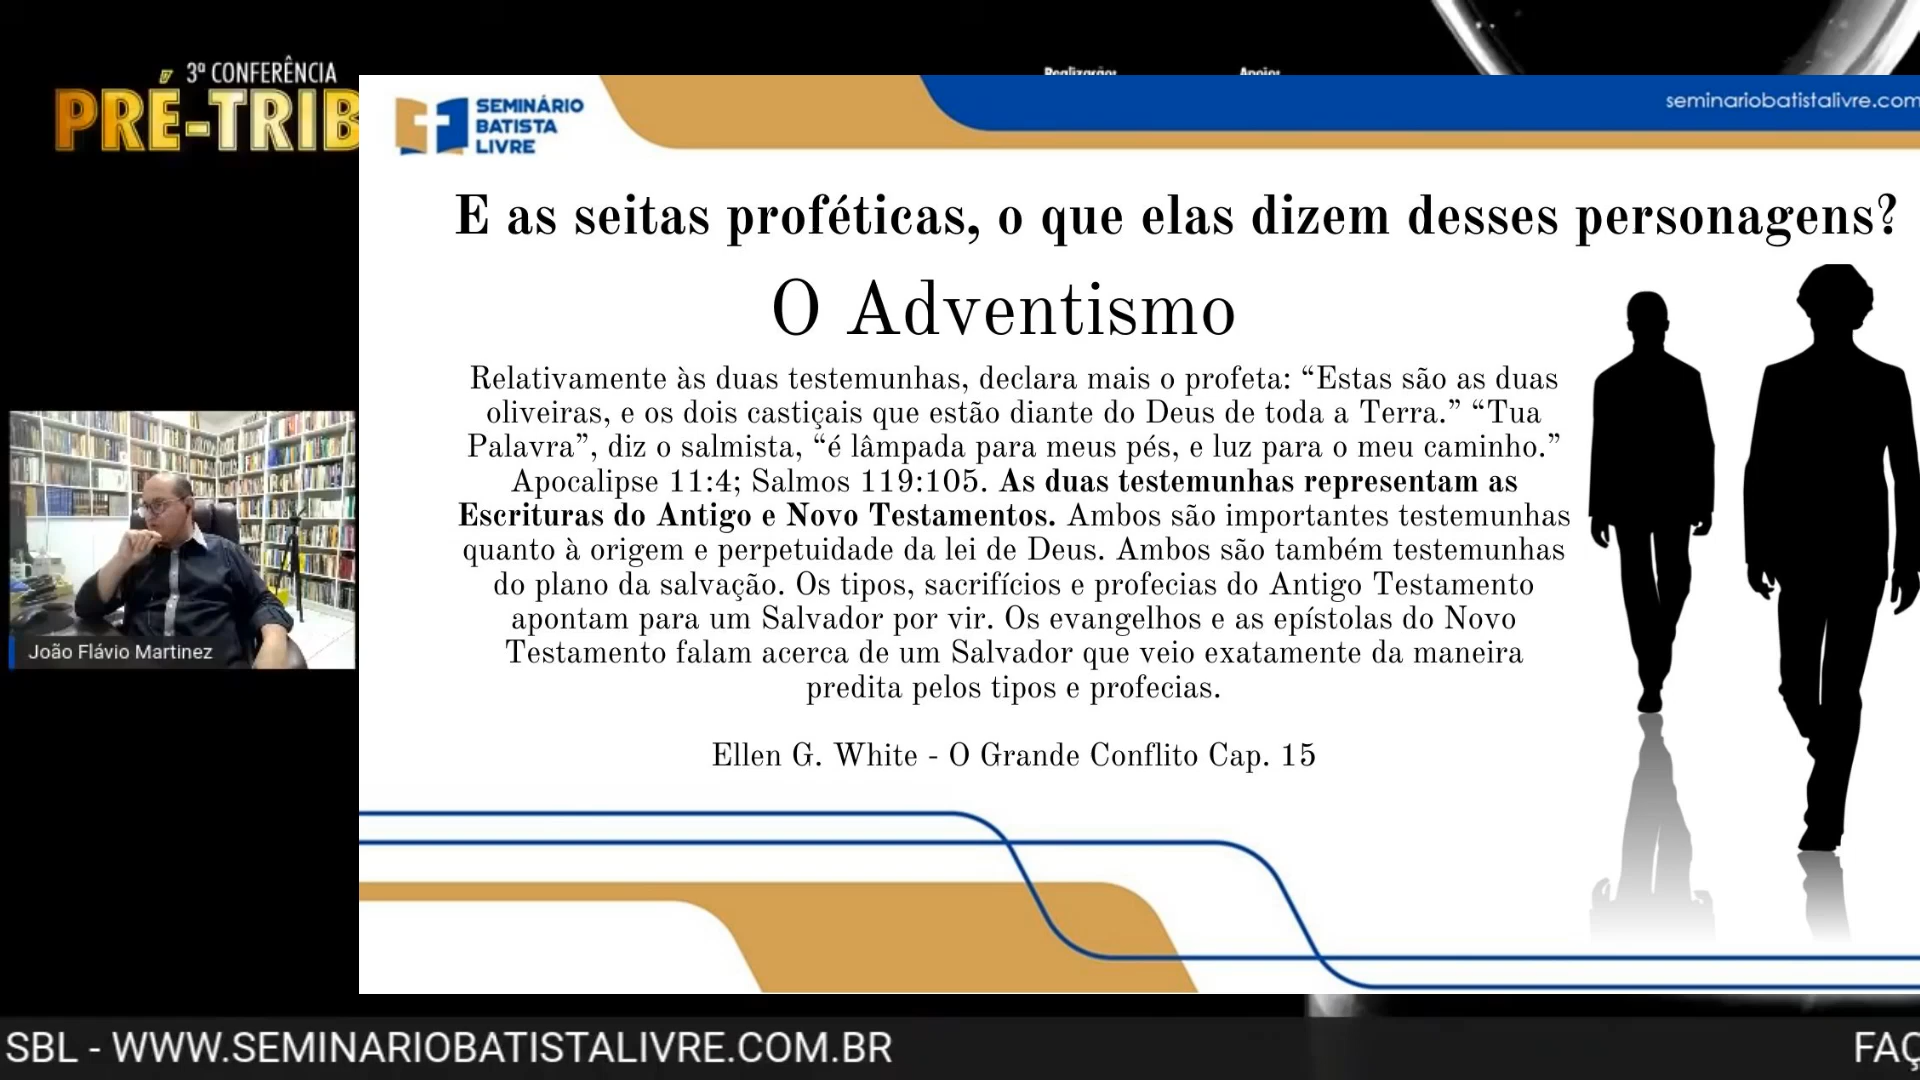 3ª CONFERÊNCIA
PRÉ-TRIB
Realização:
Apoio:
SEMINÁRIO
BATISTA
LIVRE
seminariobatistalivre.com
E as seitas proféticas, o que elas dizem desses personagens?
O Adventismo
Relativamente às duas testemunhas, declara mais o profeta: “Estas são as duas
oliveiras, e os dois castiçais que estão diante do Deus de toda a Terra.” “Tua
Palavra”, diz o salmista, “é lâmpada para meus pés, e luz para o meu caminho.”
Apocalipse 11:4; Salmos 119:105. As duas testemunhas representam as
Escrituras do Antigo e Novo Testamentos. Ambos são importantes testemunhas
quanto à origem e perpetuidade da lei de Deus. Ambos são também testemunhas
do plano da salvação. Os tipos, sacrifícios e profecias do Antigo Testamento
apontam para um Salvador por vir. Os evangelhos e as epístolas do Novo
Testamento falam acerca de um Salvador que veio exatamente da maneira
predita pelos tipos e profecias.
Ellen G. White - O Grande Conflito Cap. 15
João Flávio Martinez
SBL - WWW.SEMINARIOBATISTALIVRE.COM.BR
FAÇ